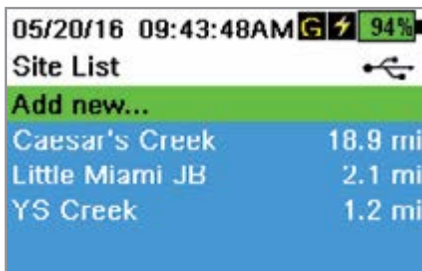 05/20/16 09:43:48AM G 94%
Site List
Add new...
Caesar's Creek 18.9 mi
Little Miami JB 2.1 mi
YS Creek 1.2 mi